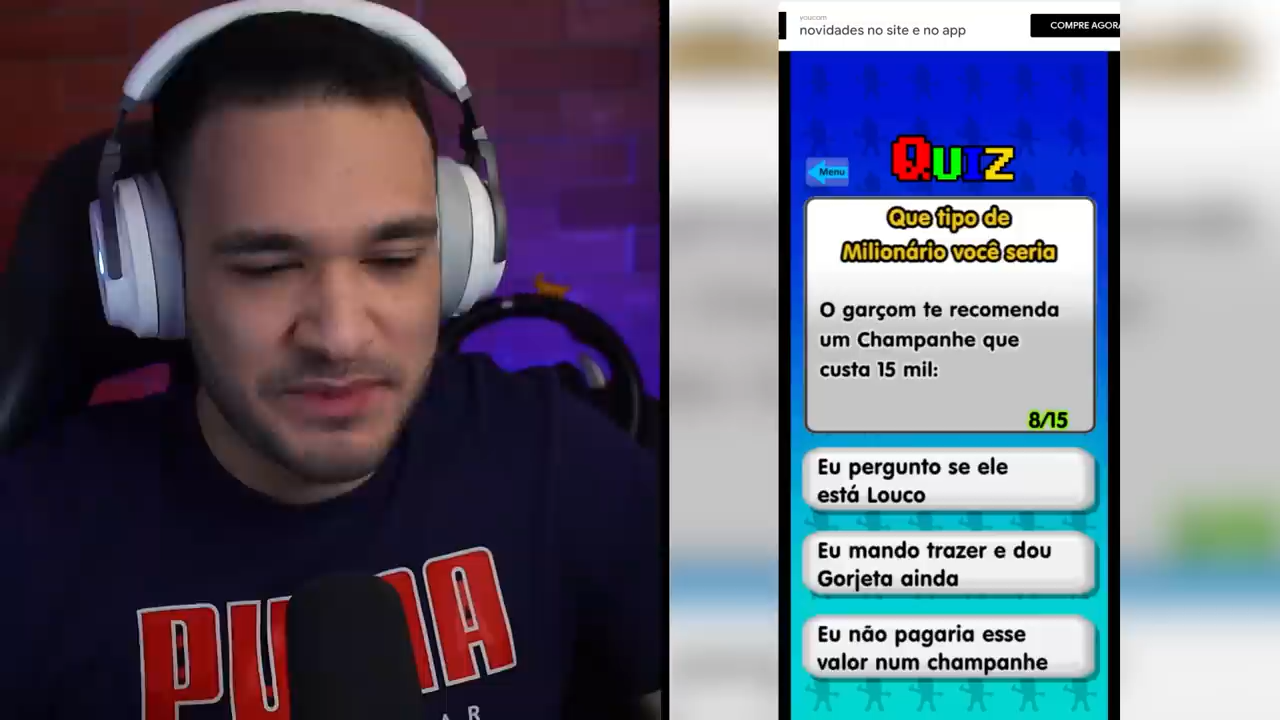 youcom
novidades no site e no app
COMPRE AGORA
Menu
Quiz
Que tipo de
Milionário você seria
O garçom te recomenda
um Champanhe que
custa 15 mil:
8/15
Eu pergunto se ele
está Louco
Eu mando trazer e dou
Gorjeta ainda
Eu não pagaria esse
valor num champanhe
PUMA